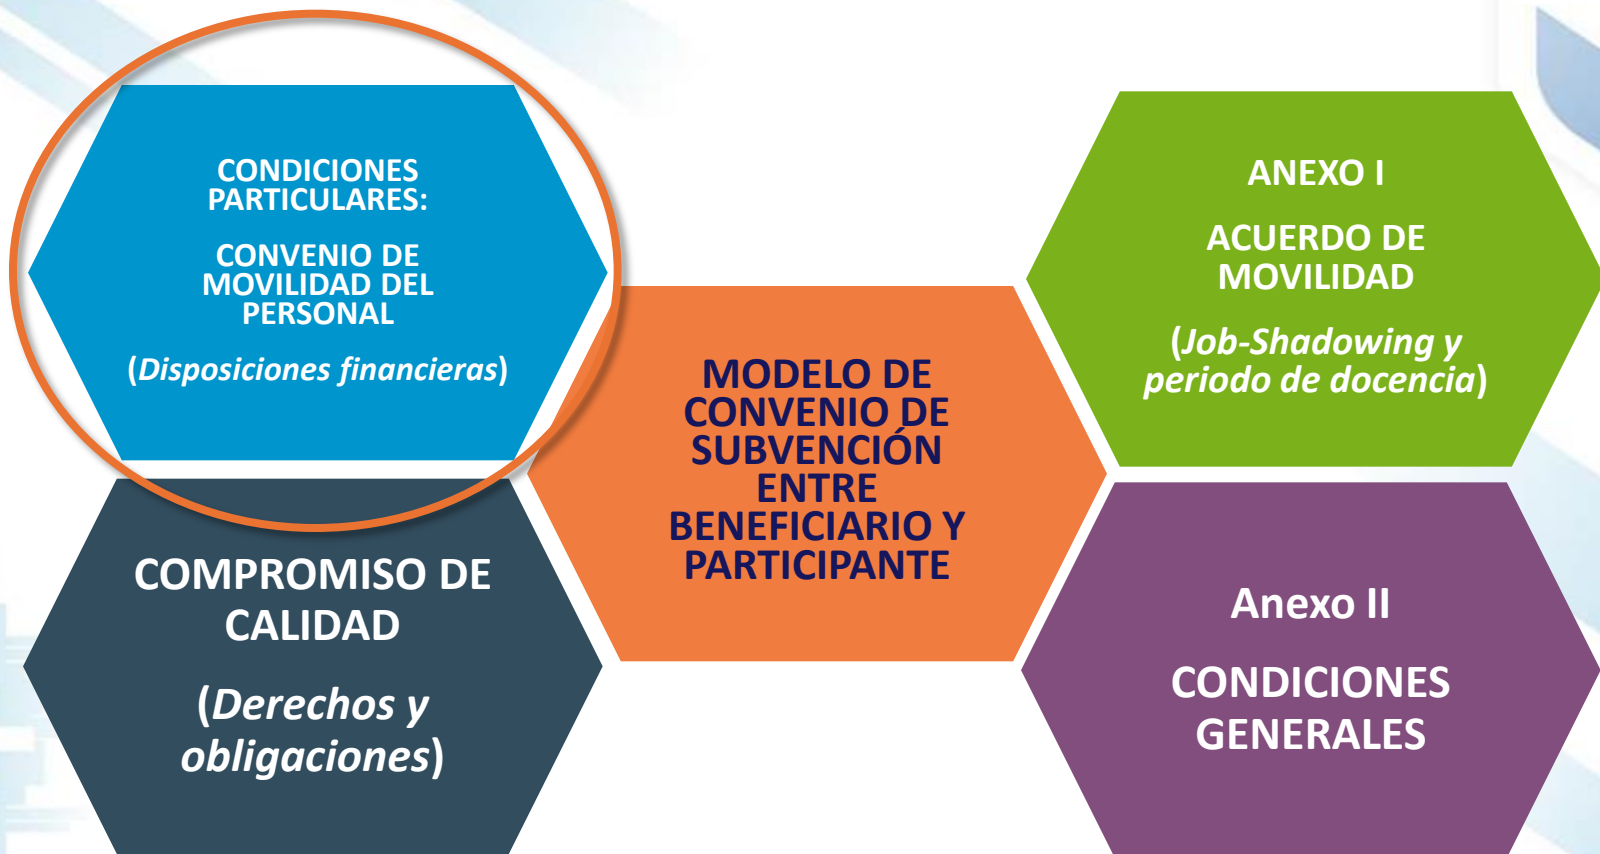 CONDICIONES
PARTICULARES:
CONVENIO DE
MOVILIDAD DEL
PERSONAL
(Disposiciones financieras)
COMPROMISO DE
CALIDAD
(Derechos y
obligaciones)
MODELO DE
CONVENIO DE
SUBVENCIÓN
ENTRE
BENEFICIARIO Y
PARTICIPANTE
ANEXO I
ACUERDO DE
MOVILIDAD
(Job-Shadowing y
periodo de docencia)
Anexo II
CONDICIONES
GENERALES